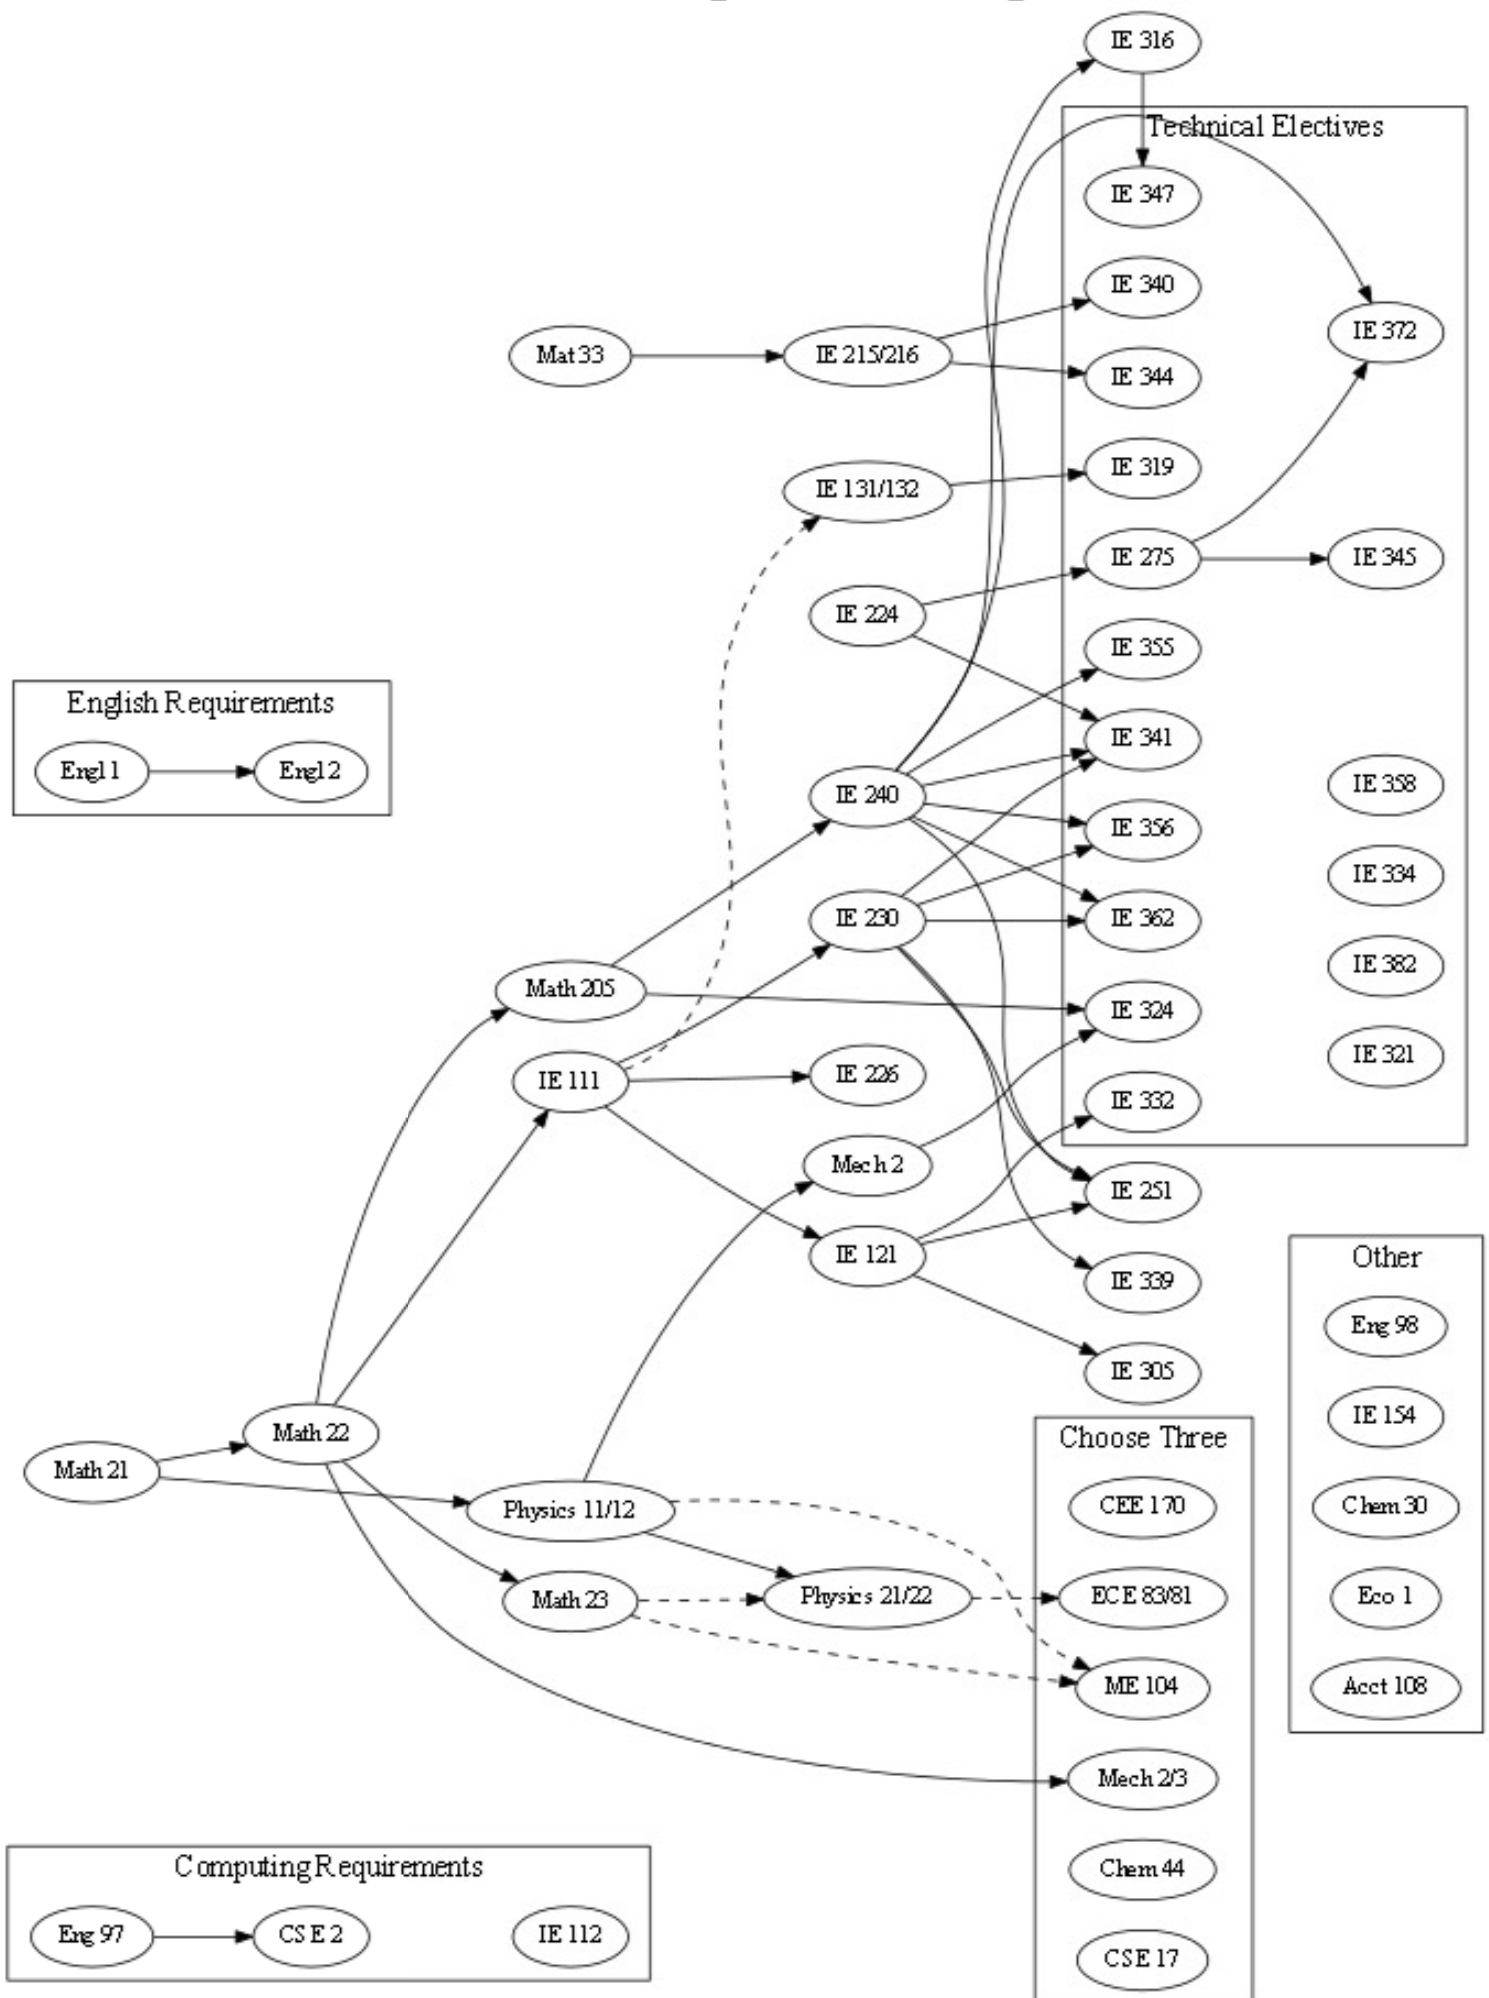 IE 316
Technical Electives
IE 347
IE 340
IE 372
Mat 33
IE 215/216
IE 344
IE 319
IE 131/132
IE 275
IE 345
IE 224
IE 355
English Requirements
IE 341
Engl 1
Engl 2
IE 358
IE 240
IE 356
IE 334
IE 230
IE 362
IE 382
Math 205
IE 324
IE 321
IE 111
IE 226
IE 332
Mech 2
IE 251
IE 121
IE 339
Other
Eng 98
IE 305
IE 154
Math 22
Choose Three
Math 21
Physics 11/12
CEE 170
Chem 30
Math 23
Physics 21/22
ECE 83/81
Eco 1
ME 104
Acct 108
Mech 2/3
Computing Requirements
Chem 44
Eng 97
CSE 2
IE 112
CSE 17